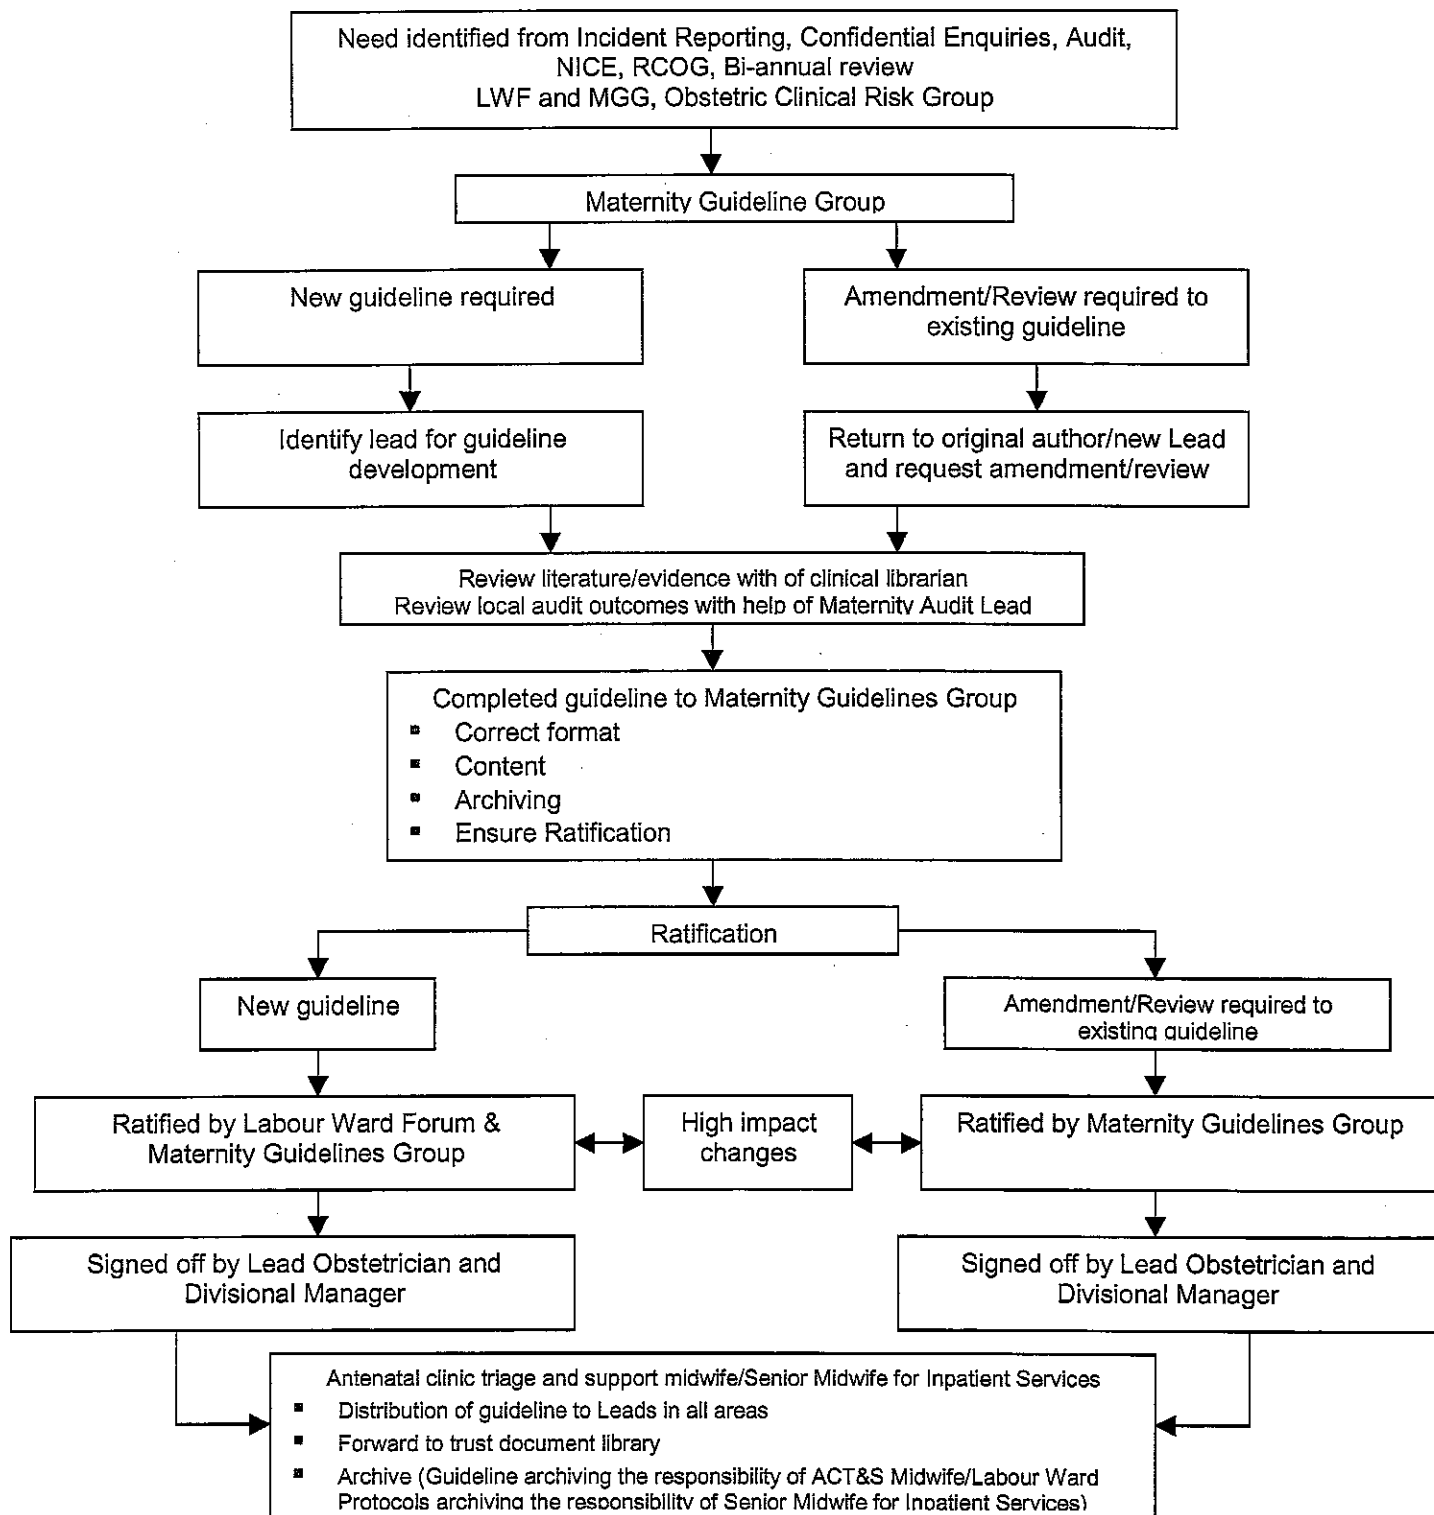 Need identified from Incident Reporting, Confidential Enquiries, Audit,
NICE, RCOG, Bi-annual review
LWF and MGG, Obstetric Clinical Risk Group
Maternity Guideline Group
New guideline required
Amendment/Review required to
existing guideline
Identify lead for guideline
development
Return to original author/new Lead
and request amendment/review
Review literature/evidence with of clinical librarian
Review local audit outcomes with help of Maternity Audit Lead
Completed guideline to Maternity Guidelines Group
▪ Correct format
▪ Content
▪ Archiving
▪ Ensure Ratification
Ratification
New guideline
Amendment/Review required to
existing guideline
Ratified by Labour Ward Forum &
Maternity Guidelines Group
High impact
changes
Ratified by Maternity Guidelines Group
Signed off by Lead Obstetrician and
Divisional Manager
Signed off by Lead Obstetrician and
Divisional Manager
Antenatal clinic triage and support midwife/Senior Midwife for Inpatient Services
▪ Distribution of guideline to Leads in all areas
▪ Forward to trust document library
▪ Archive (Guideline archiving the responsibility of ACT&S Midwife/Labour Ward
Protocols archiving the responsibility of Senior Midwife for Inpatient Services)